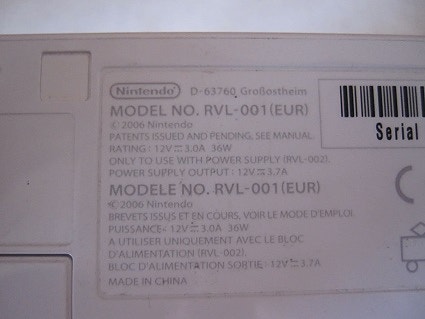 Nintendo D-63760 Großostheim
MODEL NO. RVL-001(EUR)
© 2006 Nintendo
PATENTS ISSUED AND PENDING, SEE MANUAL.
RATING : 12V⎓3.0A 36W
ONLY TO USE WITH POWER SUPPLY (RVL-002).
POWER SUPPLY OUTPUT : 12V⎓3.7A
MODELE NO. RVL-001(EUR)
© 2006 Nintendo
BREVETS ISSUS ET EN COURS, VOIR LE MODE D'EMPLOI.
PUISSANCE : 12V⎓3.0A 36W
A UTILISER UNIQUEMENT AVEC LE BLOC
D'ALIMENTATION (RVL-002).
BLOC D'ALIMENTATION SORTIE: 12V⎓3.7A
MADE IN CHINA
Serial